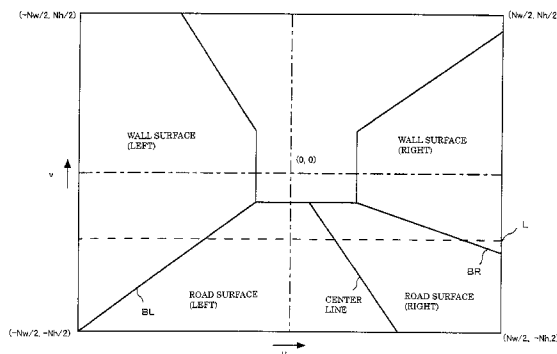 (-Nw/2, Nh/2)
(Nw/2, Nh/2
WALL SURFACE
(LEFT)
WALL SURFACE
(RIGHT)
(0, 0)
v
L
BR
BL
ROAD SURFACE
(LEFT)
CENTER
LINE
ROAD SURFACE
(RIGHT)
(-Nw/2, -Nh/2)
(Nw/2, -Nh.2)